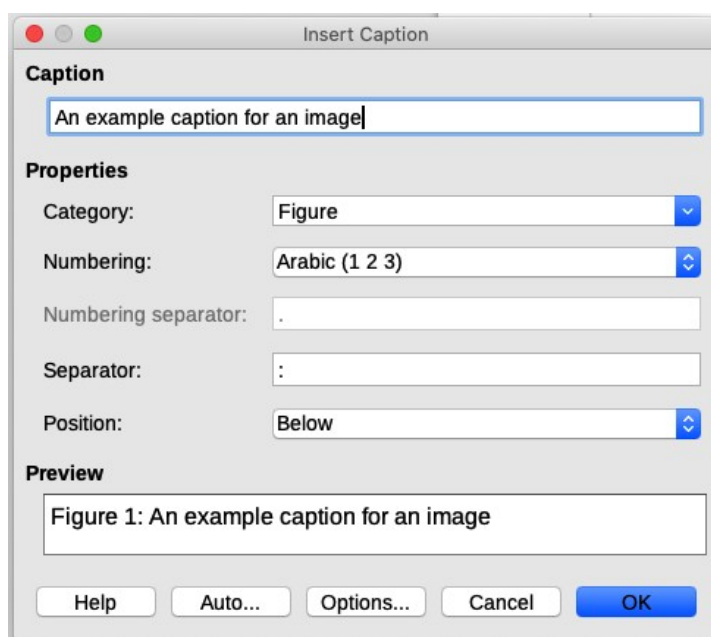 Insert Caption
Caption
An example caption for an image
Properties
Category: Figure
Numbering: Arabic (1 2 3)
Numbering separator: .
Separator: :
Position: Below
Preview
Figure 1: An example caption for an image
Help Auto... Options... Cancel OK